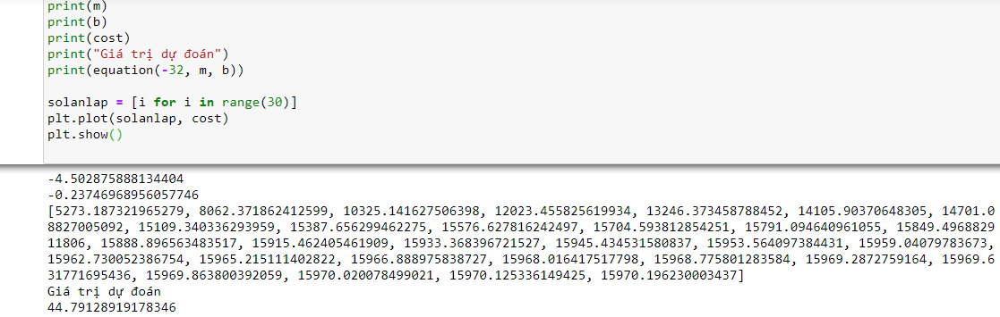 print(m)
print(b)
print(cost)
print("Giá trị dự đoán")
print(equation(-32, m, b))
solanlap = [i for i in range(30)]
plt.plot(solanlap, cost)
plt.show()
-4.502875888134404
-0.23746968956057746
[5273.187321965279, 8062.371862412599, 10325.141627506398, 12023.455825619934, 13246.373458788452, 14105.90370648305, 14701.0
8827005092, 15109.340336293959, 15387.656299462275, 15576.627816242497, 15704.593812854251, 15791.094640961055, 15849.4968829
11806, 15888.896563483517, 15915.462405461909, 15933.368396721527, 15945.434531580837, 15953.564097384431, 15959.04079783673,
15962.730052386754, 15965.215111402822, 15966.888975838727, 15968.016417517798, 15968.775801283584, 15969.2872759164, 15969.6
31771695436, 15969.863800392059, 15970.020078499021, 15970.125336149425, 15970.196230003437]
Giá trị dự đoán
44.79128919178346